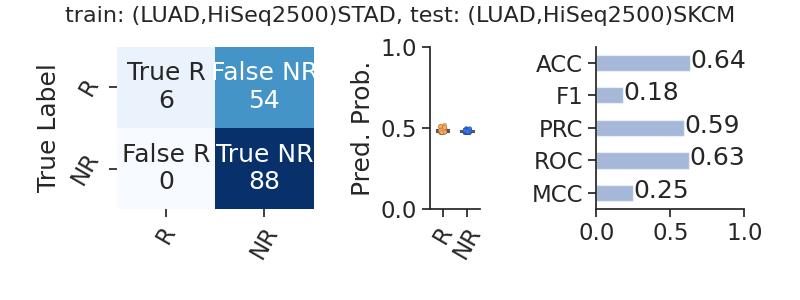 train: (LUAD,HiSeq2500)STAD, test: (LUAD,HiSeq2500)SKCM
True Label
R
NR
True R
6
False NR
54
False R
0
True NR
88
R
NR
Pred. Prob.
1.0
0.5
0.0
R
NR
ACC
0.64
F1
0.18
PRC
0.59
ROC
0.63
MCC
0.25
0.0
0.5
1.0